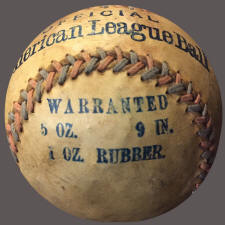 OFFICIAL
American League Ball
WARRANTED
5 OZ. 9 IN.
1 OZ. RUBBER.